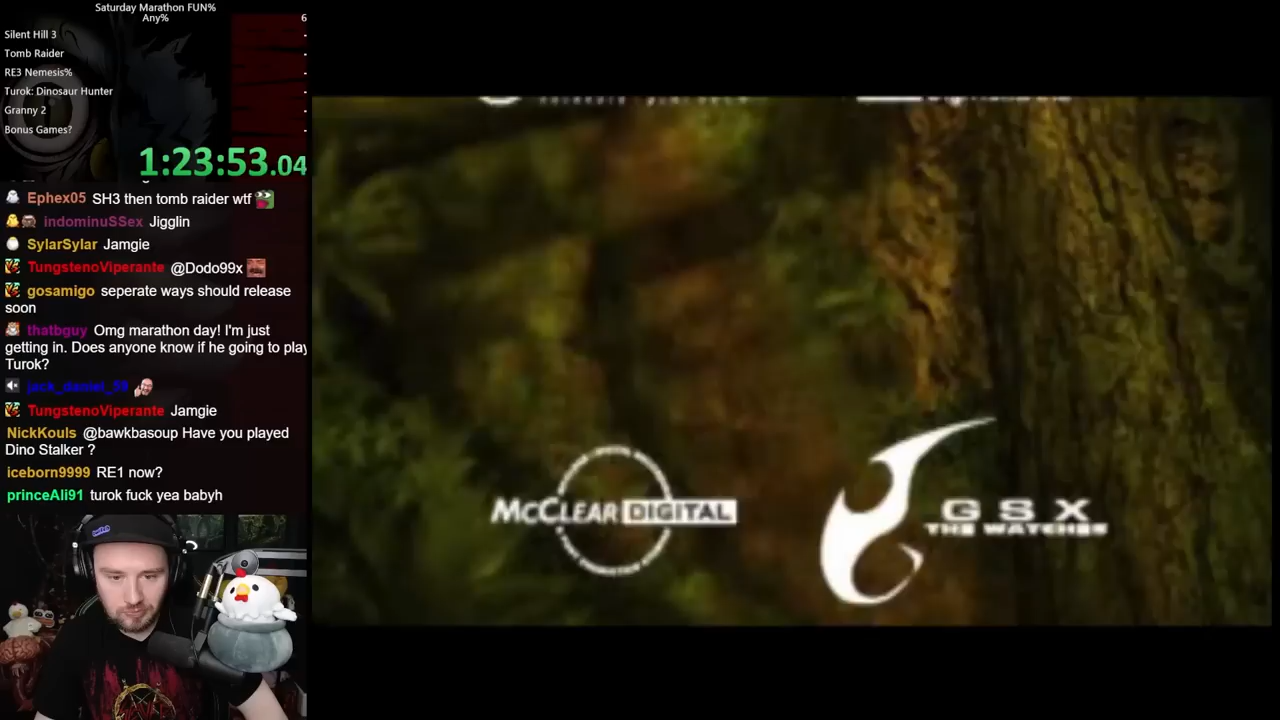 Saturday Marathon FUN%
Any%
6
Silent Hill 3
-
Tomb Raider
-
RE3 Nemesis%
-
Turok: Dinosaur Hunter
-
Granny 2
-
Bonus Games?
-
1:23:53.04
Ephex05 SH3 then tomb raider wtf
indominuSSex Jigglin
SylarSylar Jamgie
TungstenoViperante @Dodo99x
gosamigo seperate ways should release
soon
thatbguy Omg marathon day! I'm just
getting in. Does anyone know if he going to play
Turok?
jack_daniel_55
TungstenoViperante Jamgie
NickKouls @bawkbasoup Have you played
Dino Stalker ?
iceborn9999 RE1 now?
princeAli91 turok fuck yea babyh
McCLEAR DIGITAL
GSX
THE WATCHES